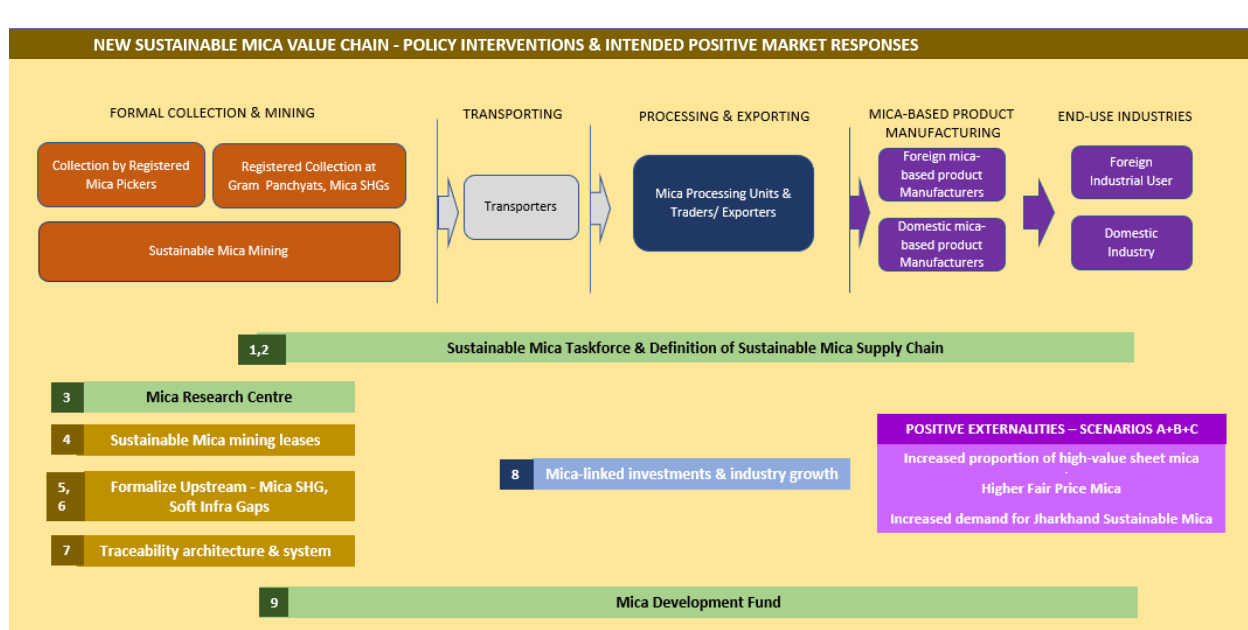 NEW SUSTAINABLE MICA VALUE CHAIN - POLICY INTERVENTIONS & INTENDED POSITIVE MARKET RESPONSES
FORMAL COLLECTION & MINING
Collection by Registered
Mica Pickers
Registered Collection at
Gram Panchyats, Mica SHGs
Sustainable Mica Mining
TRANSPORTING
Transporters
PROCESSING & EXPORTING
Mica Processing Units &
Traders/ Exporters
MICA-BASED PRODUCT
MANUFACTURING
Foreign mica-
based product
Manufacturers
Domestic mica-
based product
Manufacturers
END-USE INDUSTRIES
Foreign
Industrial User
Domestic
Industry
1,2
Sustainable Mica Taskforce & Definition of Sustainable Mica Supply Chain
3
Mica Research Centre
4
Sustainable Mica mining leases
5,
6
Formalize Upstream - Mica SHG,
Soft Infra Gaps
7
Traceability architecture & system
8
Mica-linked investments & industry growth
POSITIVE EXTERNALITIES – SCENARIOS A+B+C
Increased proportion of high-value sheet mica
Higher Fair Price Mica
Increased demand for Jharkhand Sustainable Mica
9
Mica Development Fund